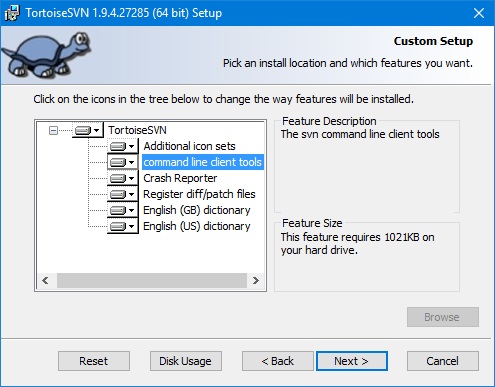 TortoiseSVN 1.9.4.27285 (64 bit) Setup
Custom Setup
Pick an install location and which features you want.
Click on the icons in the tree below to change the way features will be installed.
TortoiseSVN
Additional icon sets
command line client tools
Crash Reporter
Register diff/patch files
English (GB) dictionary
English (US) dictionary
Feature Description
The svn command line client tools
Feature Size
This feature requires 1021KB on
your hard drive.
Browse
Reset
Disk Usage
< Back
Next >
Cancel